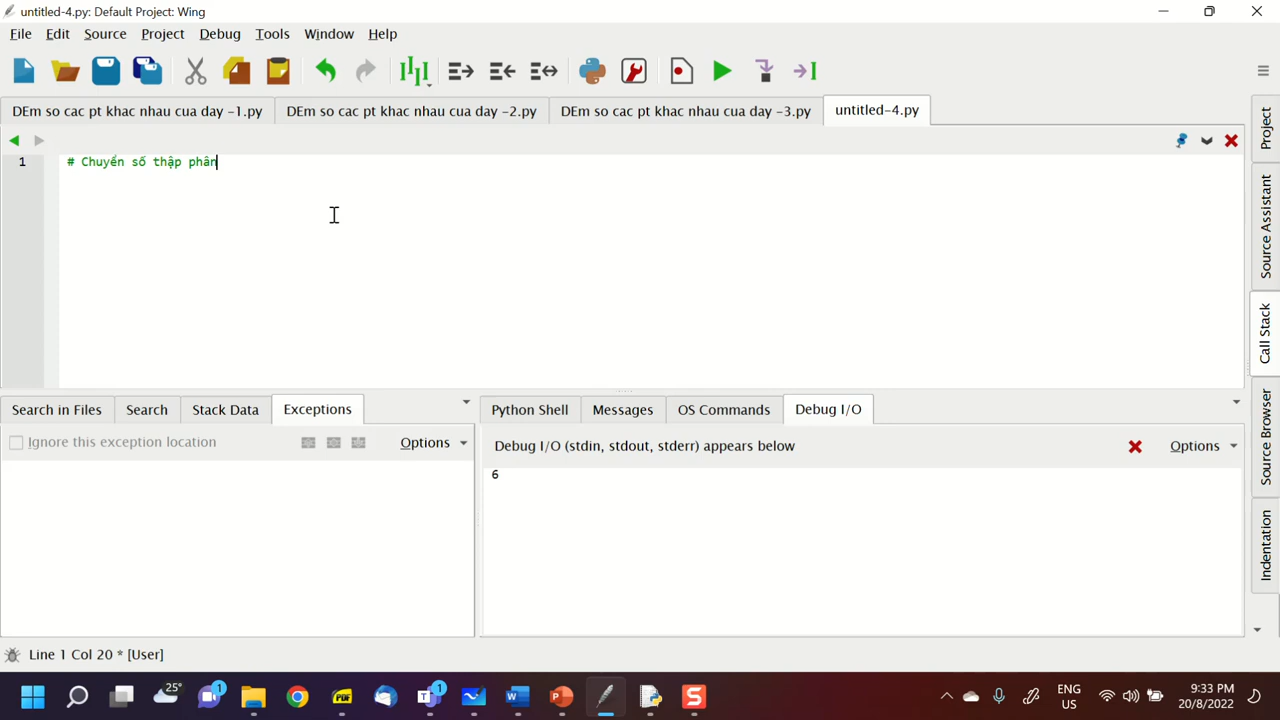 untitled-4.py: Default Project: Wing
File Edit Source Project Debug Tools Window Help
DEm so cac pt khac nhau cua day -1.py DEm so cac pt khac nhau cua day -2.py DEm so cac pt khac nhau cua day -3.py untitled-4.py
1 # Chuyển số thập phân
Project
Source Assistant
Call Stack
Source Browser
Indentation
Search in Files Search Stack Data Exceptions
Ignore this exception location Options
Python Shell Messages OS Commands Debug I/O
Debug I/O (stdin, stdout, stderr) appears below Options
6
Line 1 Col 20 * [User]
25°
1
PDF
1
ENG
US
9:33 PM
20/8/2022